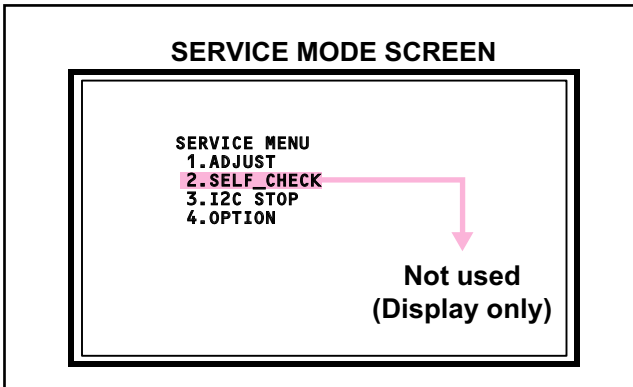 SERVICE MODE SCREEN
SERVICE MENU
1.ADJUST
2.SELF_CHECK
3.I2C STOP
4.OPTION
Not used
(Display only)